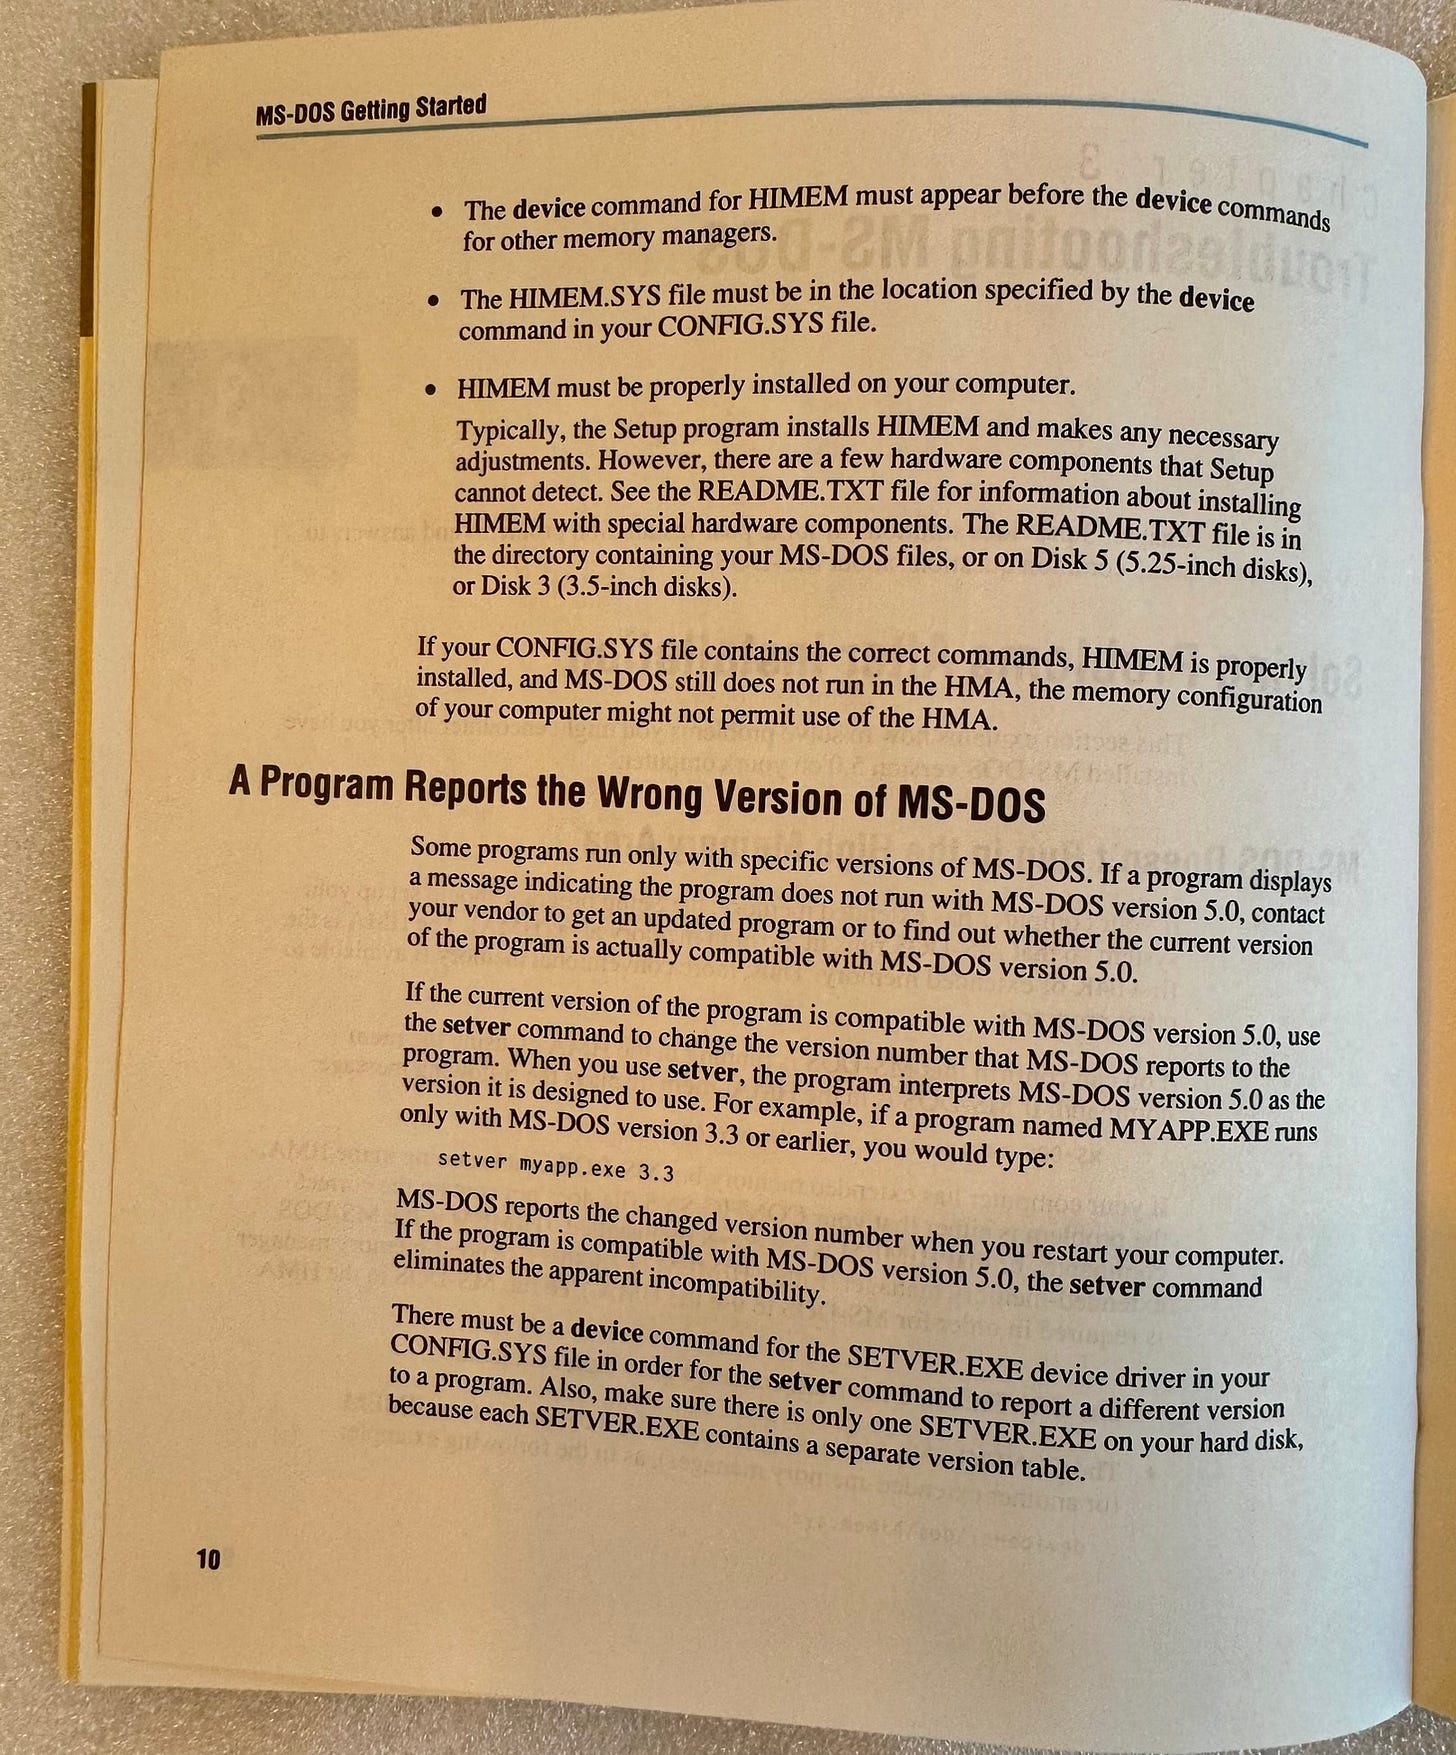 MS-DOS Getting Started
• The device command for HIMEM must appear before the device commands
for other memory managers.
• The HIMEM.SYS file must be in the location specified by the device
command in your CONFIG.SYS file.
• HIMEM must be properly installed on your computer.
Typically, the Setup program installs HIMEM and makes any necessary
adjustments. However, there are a few hardware components that Setup
cannot detect. See the README.TXT file for information about installing
HIMEM with special hardware components. The README.TXT file is in
the directory containing your MS-DOS files, or on Disk 5 (5.25-inch disks),
or Disk 3 (3.5-inch disks).
If your CONFIG.SYS file contains the correct commands, HIMEM is properly
installed, and MS-DOS still does not run in the HMA, the memory configuration
of your computer might not permit use of the HMA.
A Program Reports the Wrong Version of MS-DOS
Some programs run only with specific versions of MS-DOS. If a program displays
a message indicating the program does not run with MS-DOS version 5.0, contact
your vendor to get an updated program or to find out whether the current version
of the program is actually compatible with MS-DOS version 5.0.
If the current version of the program is compatible with MS-DOS version 5.0, use
the setver command to change the version number that MS-DOS reports to the
program. When you use setver, the program interprets MS-DOS version 5.0 as the
version it is designed to use. For example, if a program named MYAPP.EXE runs
only with MS-DOS version 3.3 or earlier, you would type:
setver myapp.exe 3.3
MS-DOS reports the changed version number when you restart your computer.
If the program is compatible with MS-DOS version 5.0, the setver command
eliminates the apparent incompatibility.
There must be a device command for the SETVER.EXE device driver in your
CONFIG.SYS file in order for the setver command to report a different version
to a program. Also, make sure there is only one SETVER.EXE on your hard disk,
because each SETVER.EXE contains a separate version table.
10